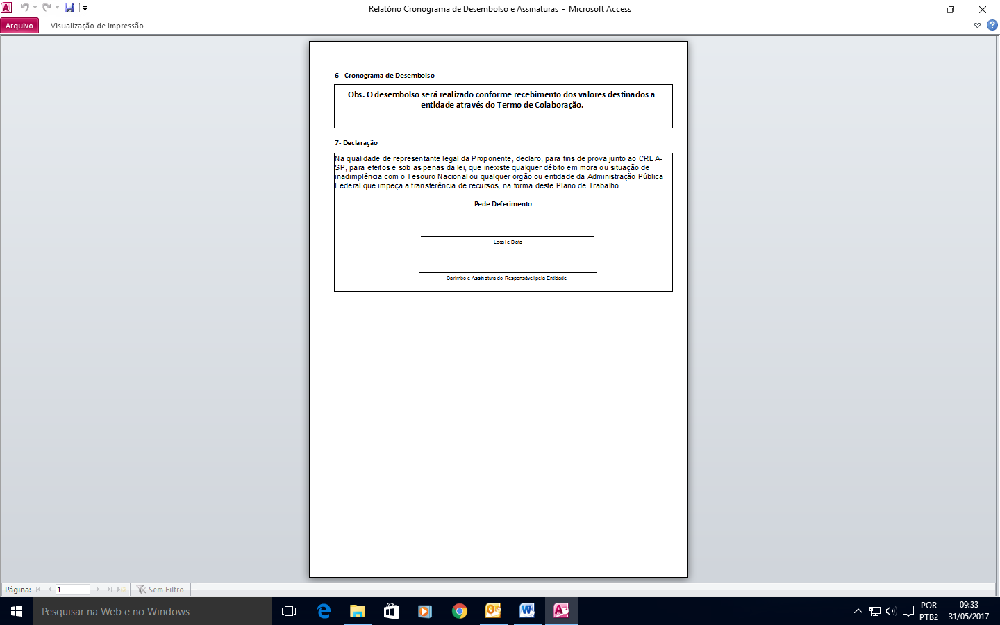 Relatório Cronograma de Desembolso e Assinaturas - Microsoft Access
Arquivo
Visualização de Impressão
6 - Cronograma de Desembolso
Obs. O desembolso será realizado conforme recebimento dos valores destinados a
entidade através do Termo de Colaboração.
7- Declaração
Na qualidade de representante legal da Proponente, declaro, para fins de prova junto ao CREA-
SP, para efeitos e sob as penas da lei, que inexiste qualquer débito em mora ou situação de
inadimplência com o Tesouro Nacional ou qualquer orgão ou entidade da Administração Pública
Federal que impeça a transferência de recursos, na forma deste Plano de Trabalho.
Pede Deferimento
Local e Data
Carimbo e Assinatura do Responsável pela Entidade
Página: 1
Sem Filtro
Pesquisar na Web e no Windows
POR
PTB2
09:33
31/05/2017